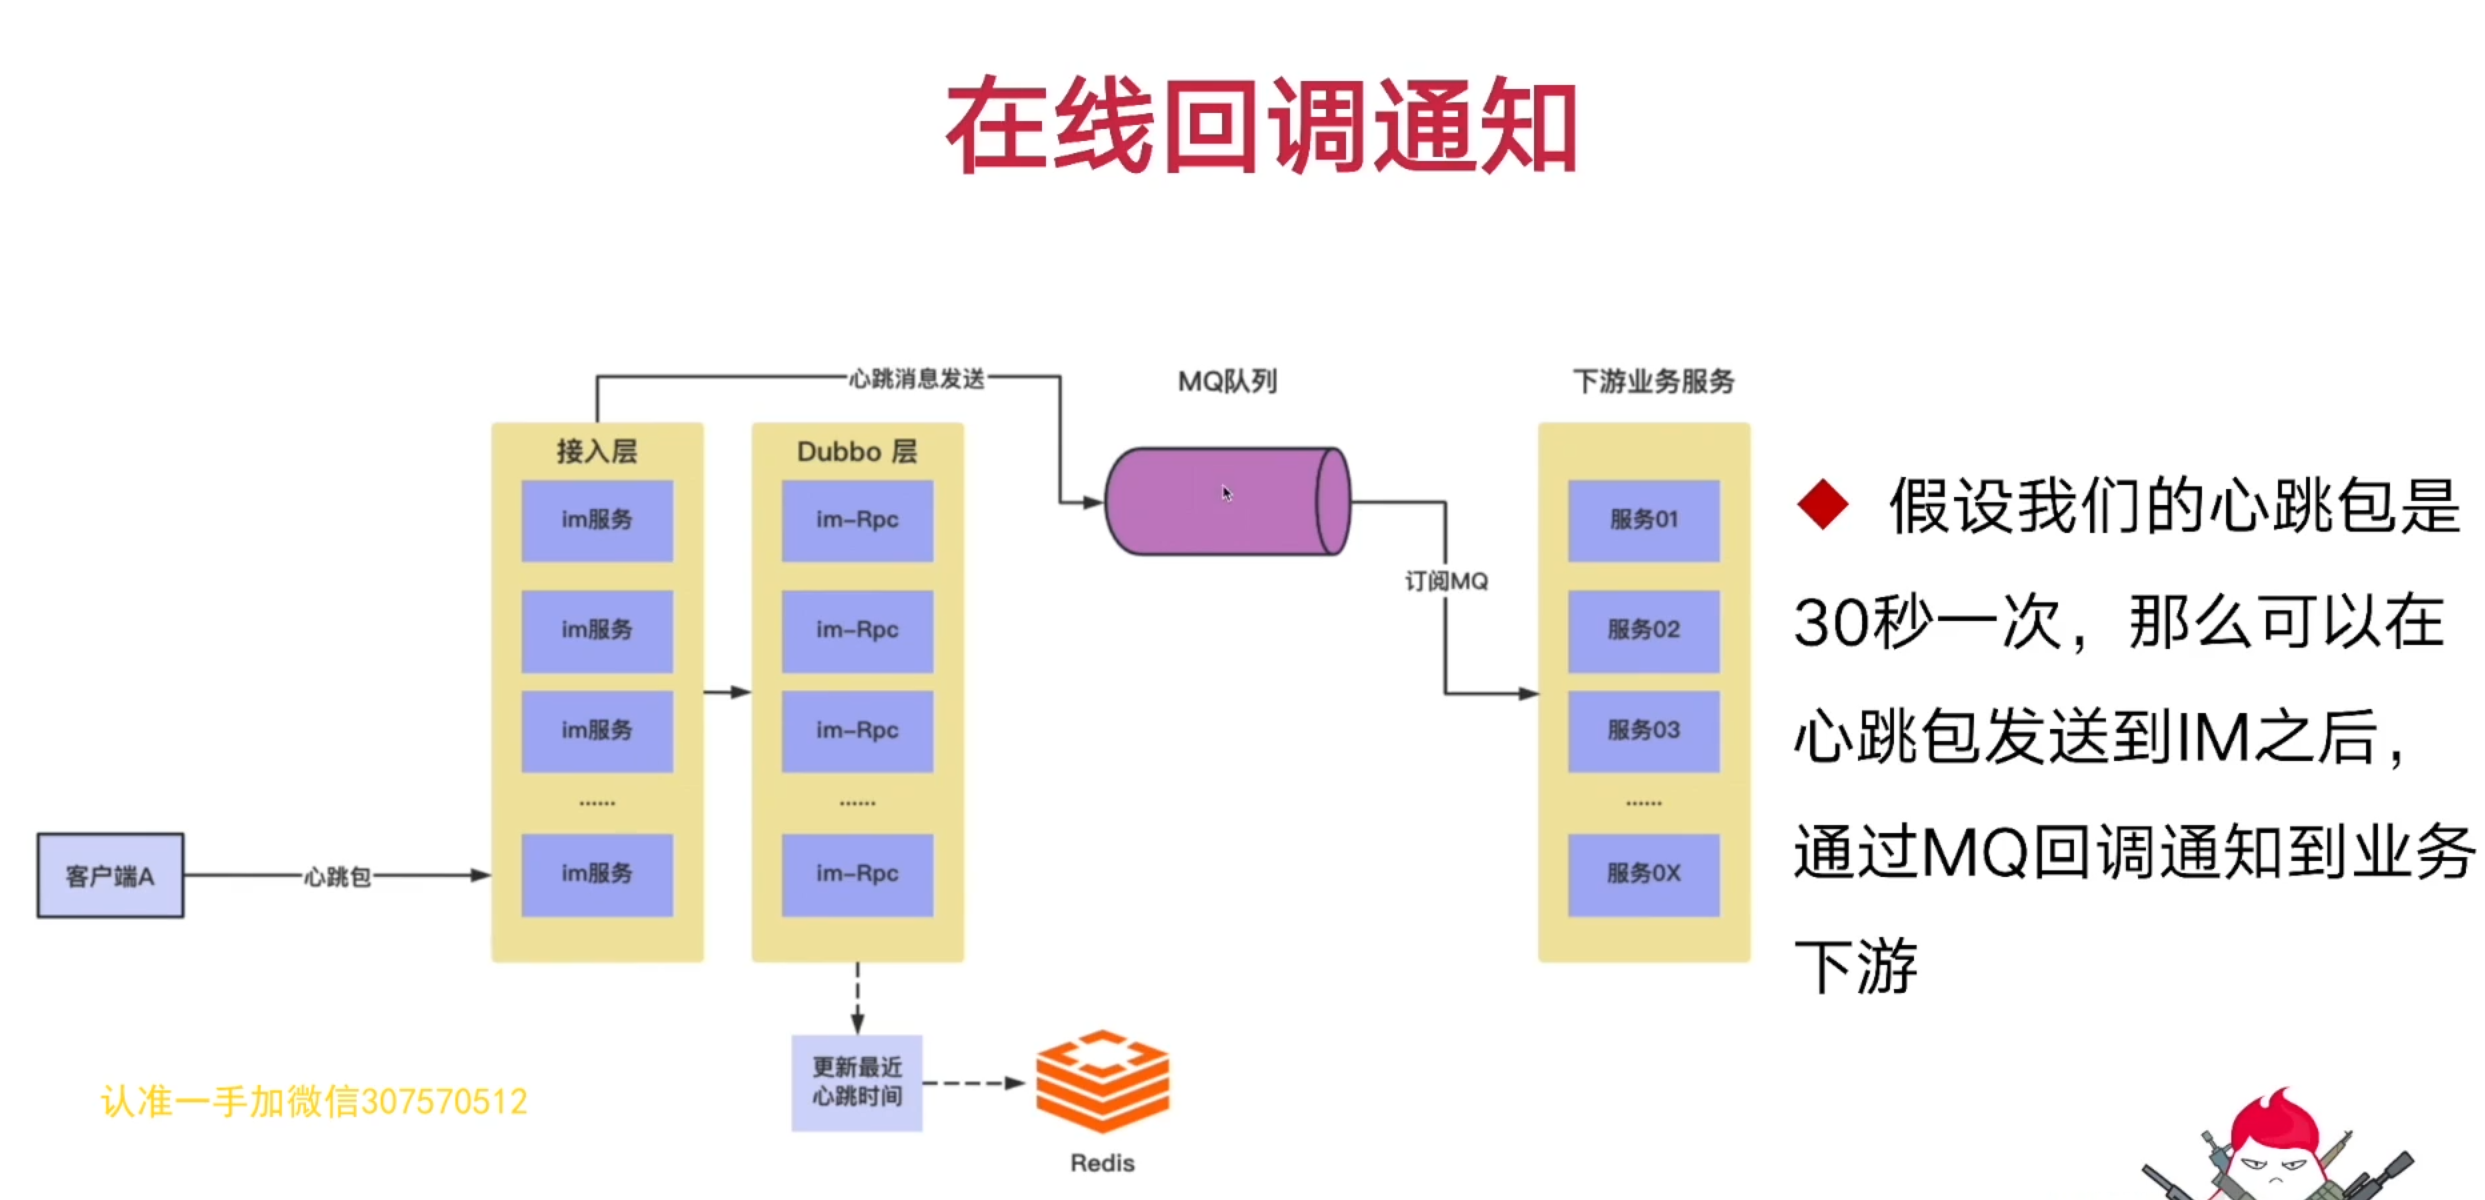 在线回调通知
心跳消息发送
MQ队列
下游业务服务
接入层
im服务
im服务
im服务
......
im服务
Dubbo 层
im-Rpc
im-Rpc
im-Rpc
......
im-Rpc
订阅MQ
服务01
服务02
服务03
......
服务0X
客户端A
心跳包
更新最近
心跳时间
Redis
假设我们的心跳包是
30秒一次，那么可以在
心跳包发送到IM之后，
通过MQ回调通知到业务
下游
认准一手加微信307570512